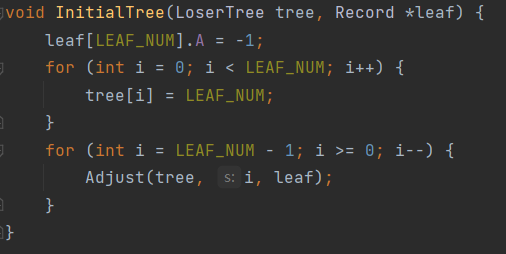 void InitialTree(LoserTree tree, Record *leaf) {
    leaf[LEAF_NUM].A = -1;
    for (int i = 0; i < LEAF_NUM; i++) {
        tree[i] = LEAF_NUM;
    }
    for (int i = LEAF_NUM - 1; i >= 0; i--) {
        Adjust(tree, s: i, leaf);
    }
}